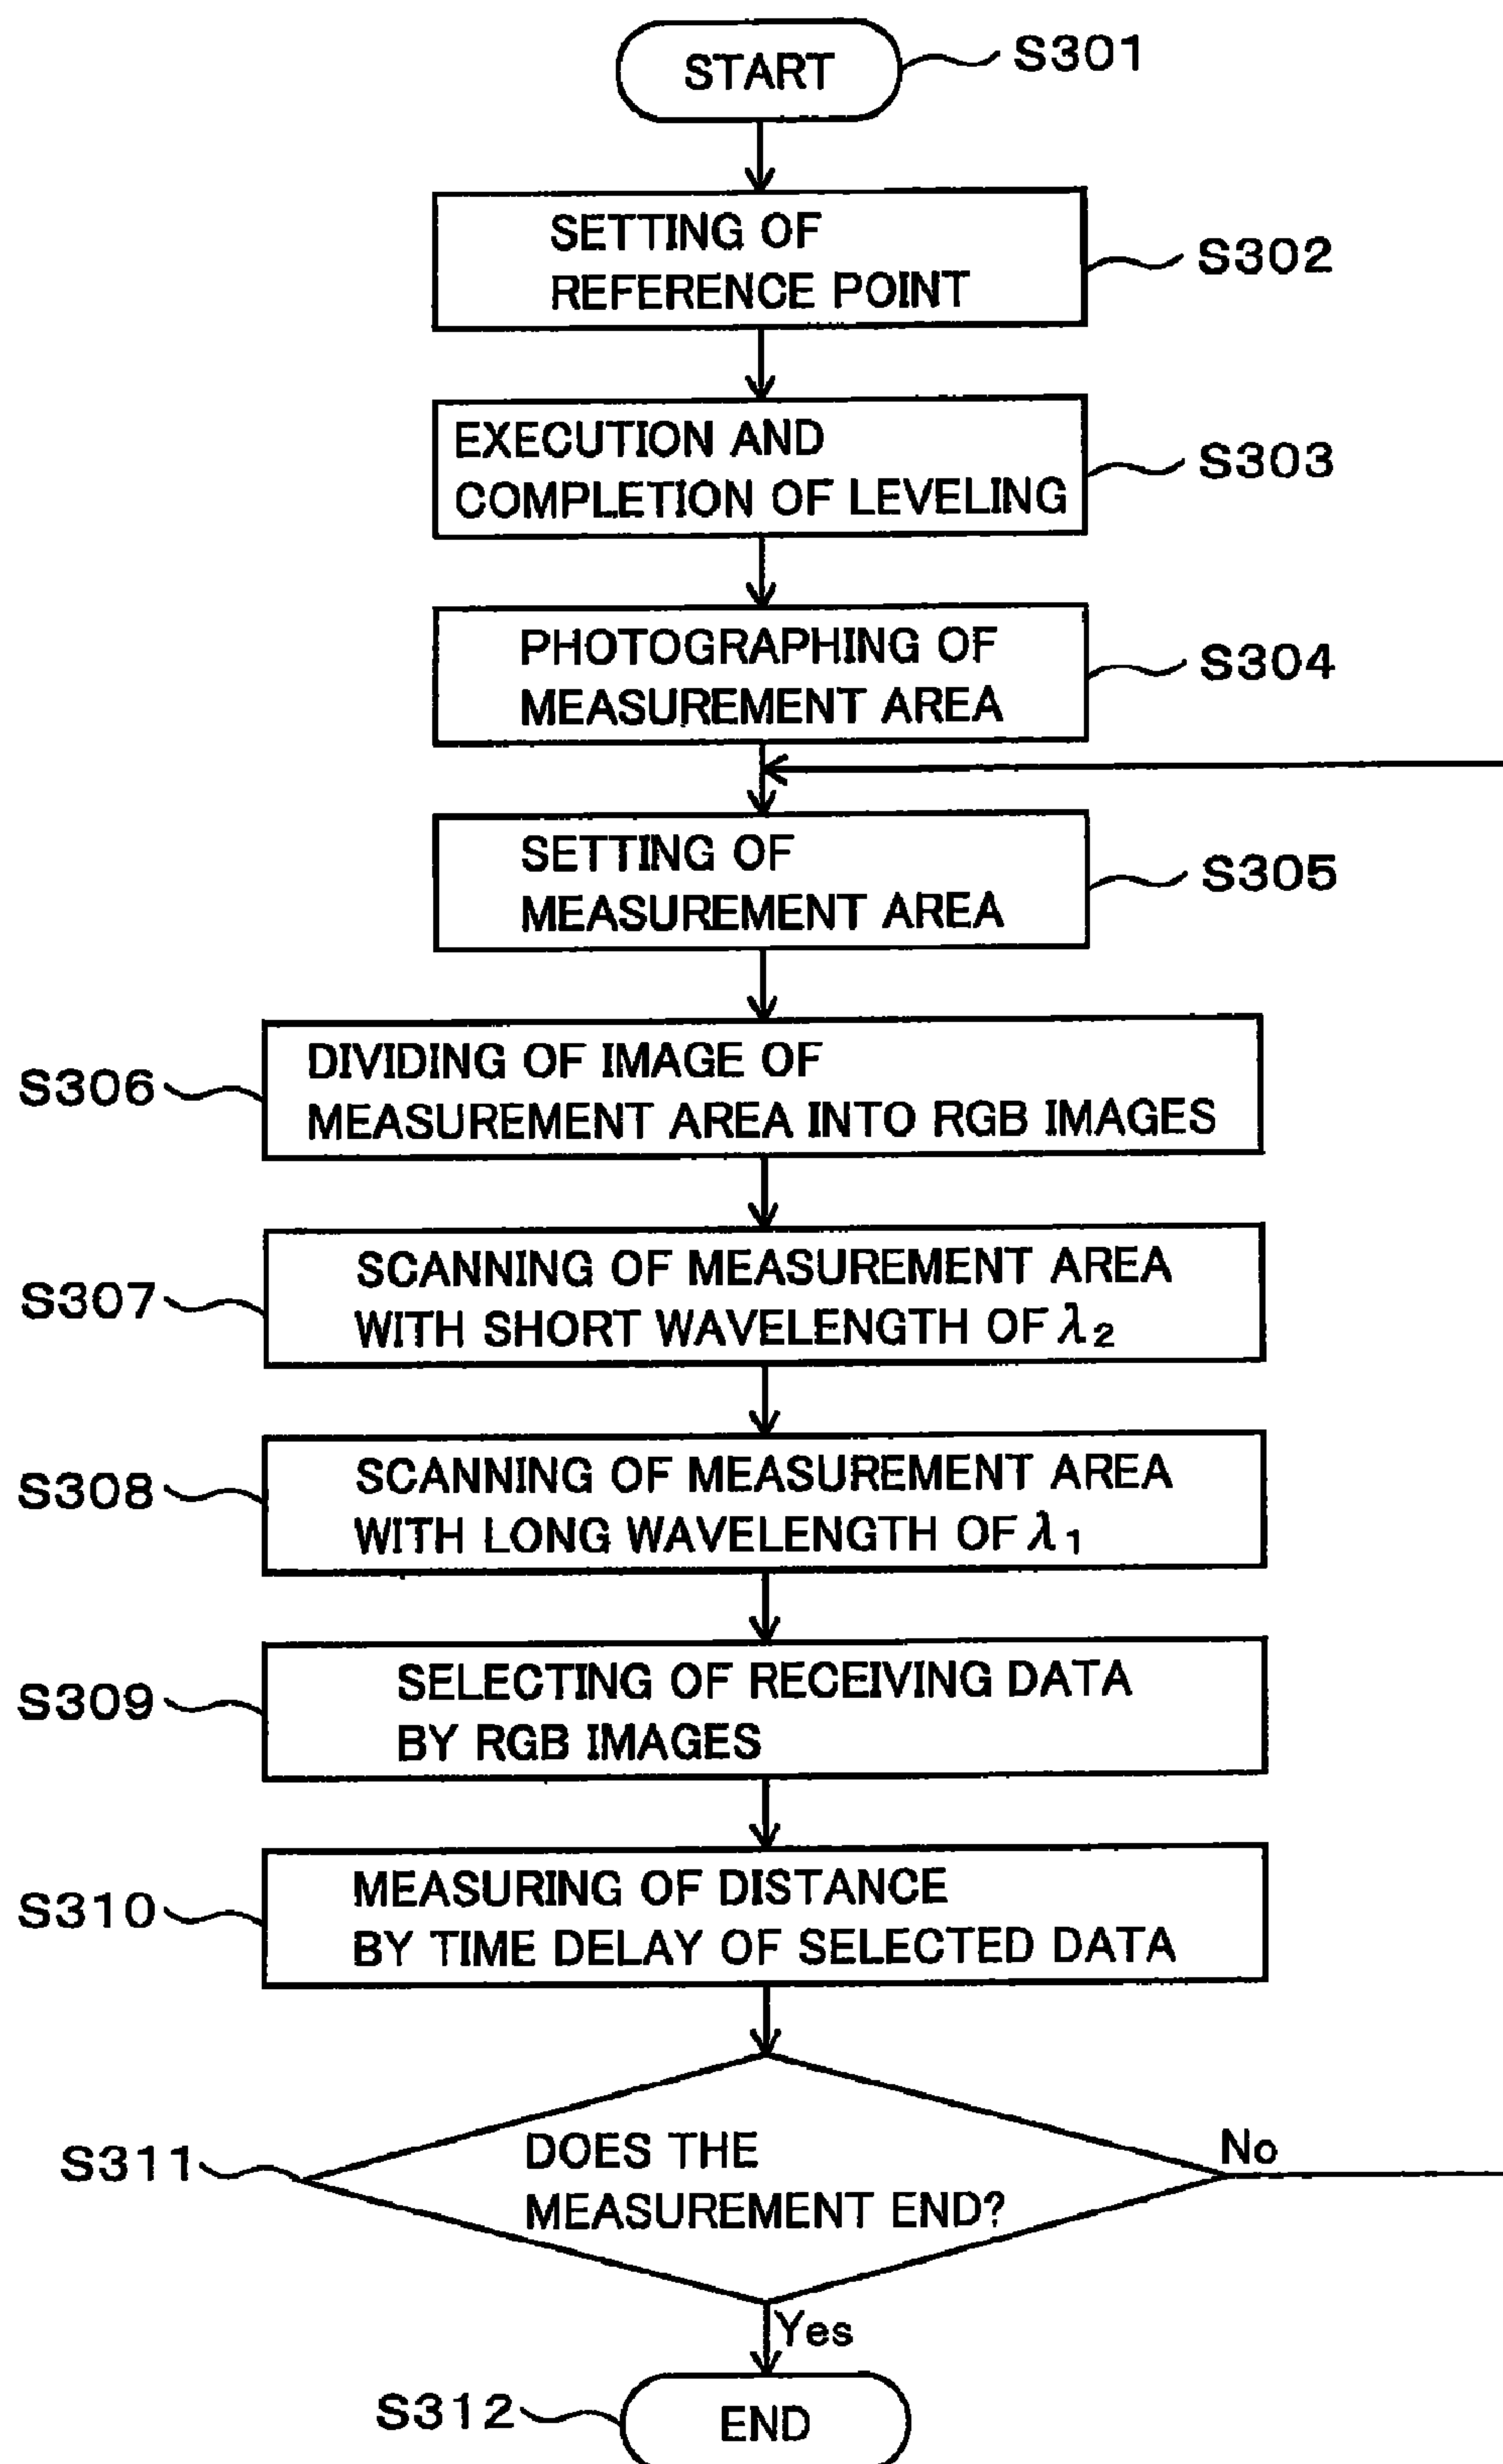 START
S301
SETTING OF
REFERENCE POINT
S302
EXECUTION AND
COMPLETION OF LEVELING
S303
PHOTOGRAPHING OF
MEASUREMENT AREA
S304
SETTING OF
MEASUREMENT AREA
S305
S306
DIVIDING OF IMAGE OF
MEASUREMENT AREA INTO RGB IMAGES
S307
SCANNING OF MEASUREMENT AREA
WITH SHORT WAVELENGTH OF λ₂
S308
SCANNING OF MEASUREMENT AREA
WITH LONG WAVELENGTH OF λ₁
S309
SELECTING OF RECEIVING DATA
BY RGB IMAGES
S310
MEASURING OF DISTANCE
BY TIME DELAY OF SELECTED DATA
S311
DOES THE
MEASUREMENT END?
No
Yes
S312
END